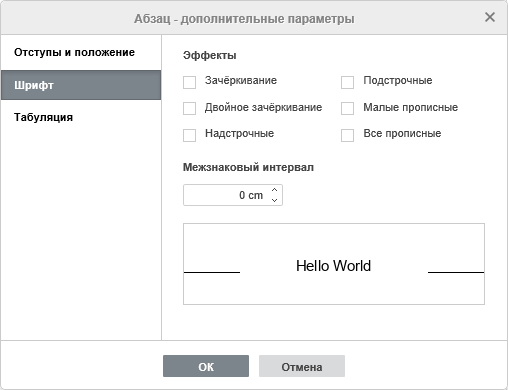 Абзац - дополнительные параметры
Отступы и положение
Шрифт
Табуляция
Эффекты
Зачёркивание
Подстрочные
Двойное зачёркивание
Малые прописные
Надстрочные
Все прописные
Межзнаковый интервал
0 cm
Hello World
ОК
Отмена